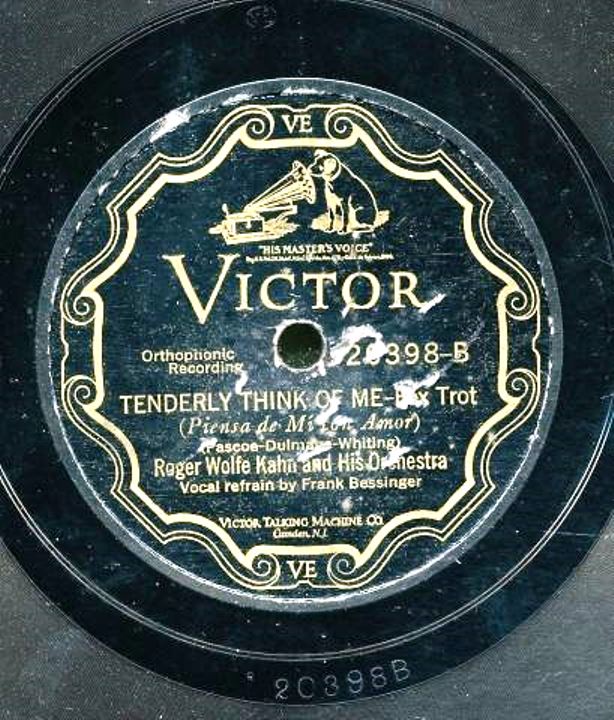 VE
"HIS MASTER'S VOICE"
VICTOR
Orthophonic
Recording
20398-B
TENDERLY THINK OF ME-Fox Trot
(Piensa de Mi con Amor)
(Pascoe-Dulmage-Whiting)
Roger Wolfe Kahn and His Orchestra
Vocal refrain by Frank Bessinger
VICTOR TALKING MACHINE CO.
Camden, N.J.
VE
20398B